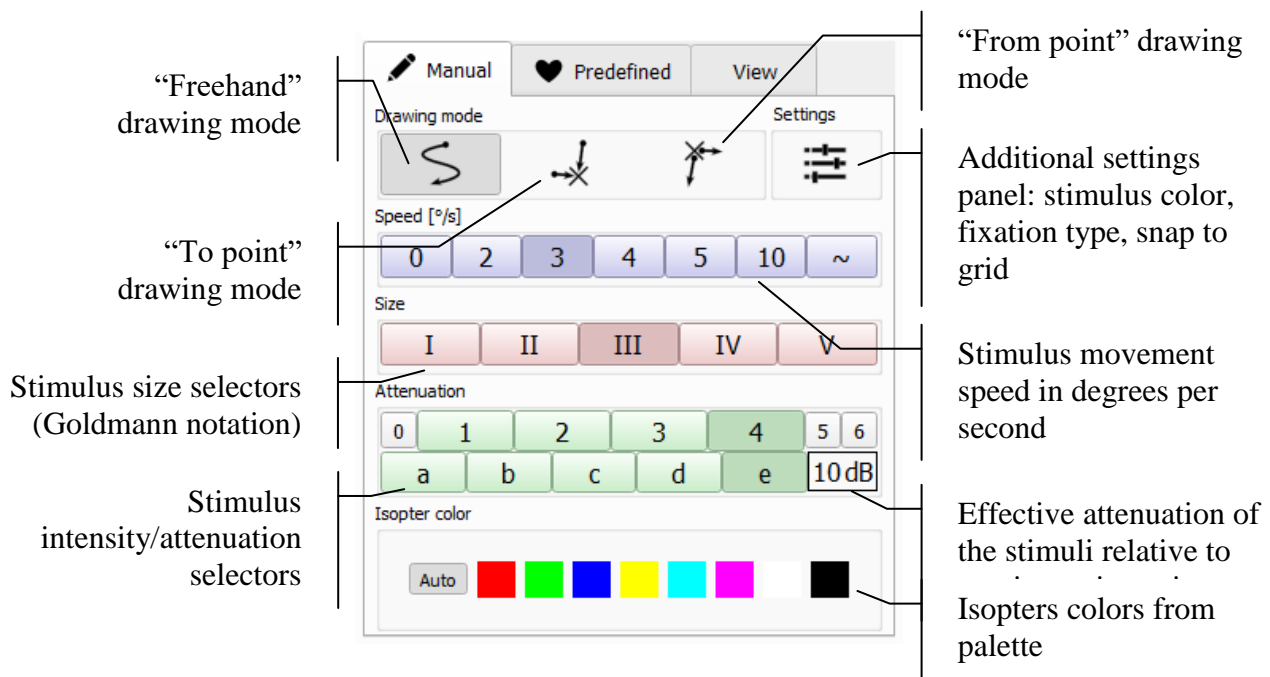 “Freehand”
drawing mode
“To point”
drawing mode
Stimulus size selectors
(Goldmann notation)
Stimulus
intensity/attenuation
selectors
Manual Predefined View
Drawing mode Settings
Speed [°/s]
0 2 3 4 5 10 ~
Size
I II III IV V
Attenuation
0 1 2 3 4 5 6
a b c d e 10 dB
Isopter color
Auto
“From point” drawing
mode
Additional settings
panel: stimulus color,
fixation type, snap to
grid
Stimulus movement
speed in degrees per
second
Effective attenuation of
the stimuli relative to
Isopters colors from
palette